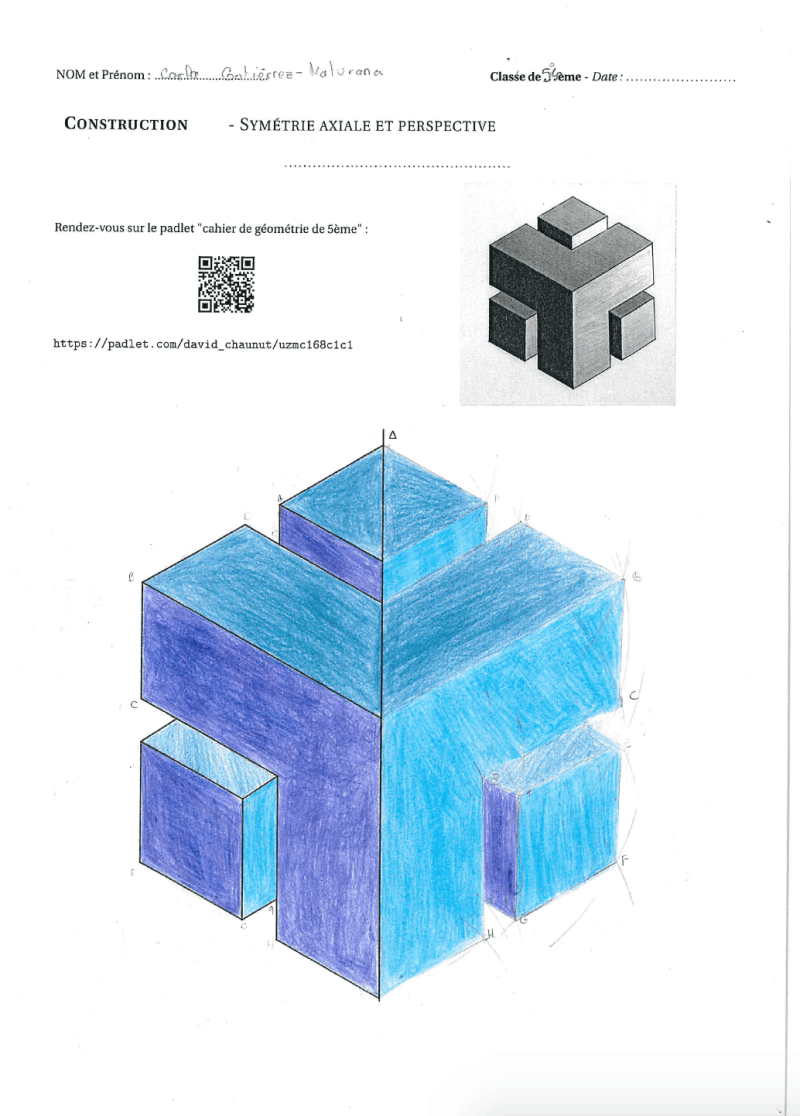 NOM et Prénom : Carla Gutiérrez-Maturana
Classe de 5ème - Date :
CONSTRUCTION - SYMÉTRIE AXIALE ET PERSPECTIVE
Rendez-vous sur le padlet "cahier de géométrie de 5ème" :
https://padlet.com/david_chaunut/uzmc168c1c1
Δ
A
B
E
C
C
F
G
G
H
H